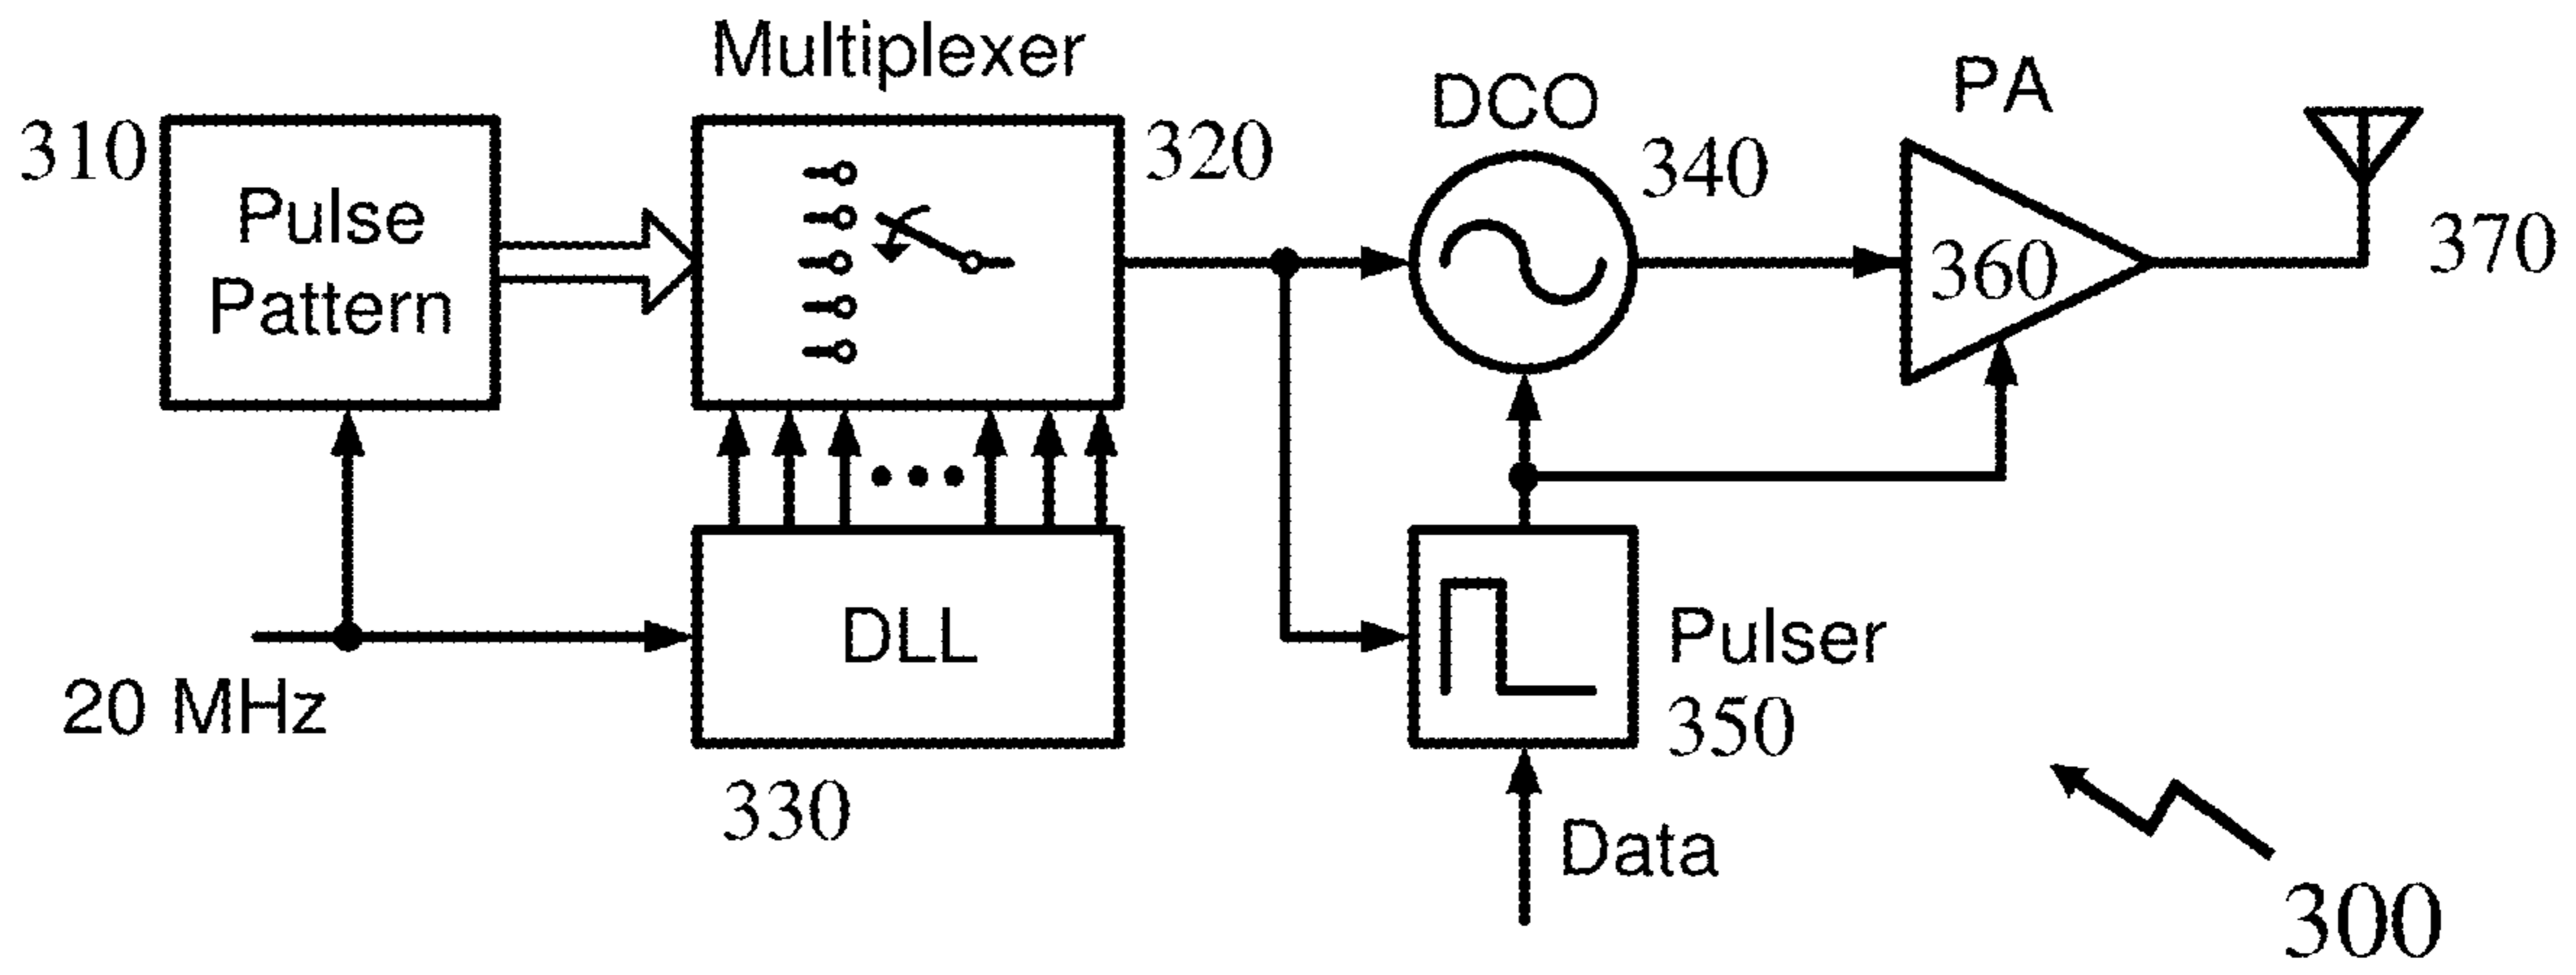 Multiplexer
DCO
PA
310
320
340
Pulse
Pattern
360
370
DLL
Pulser
20 MHz
350
330
Data
300